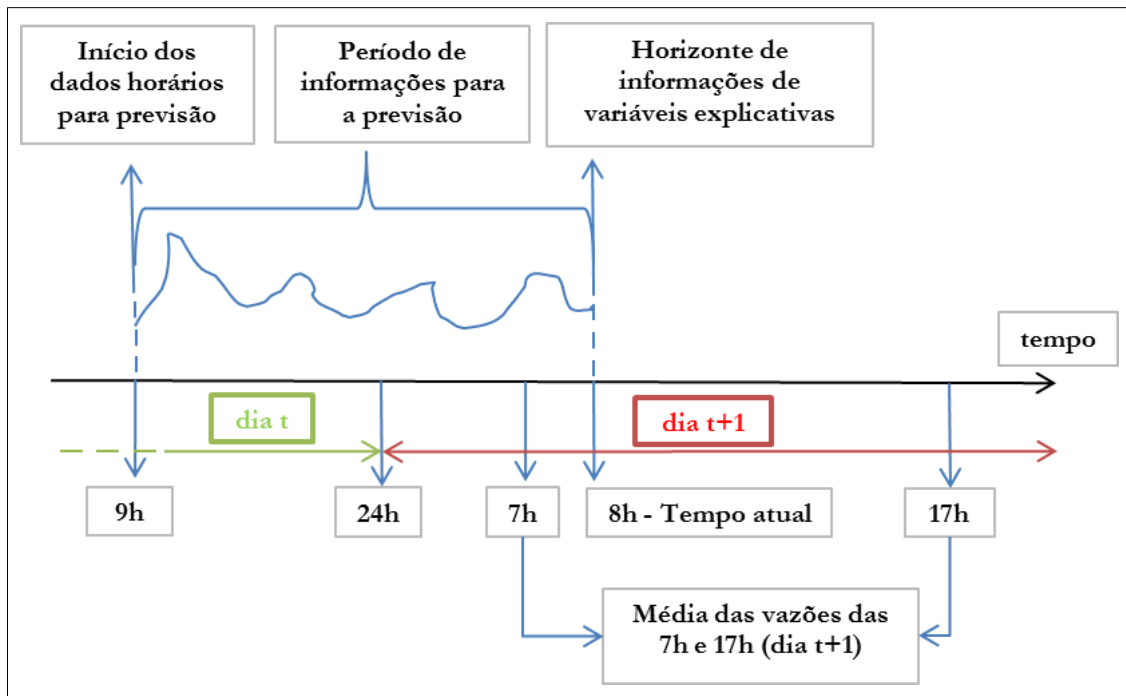 Início dos
dados horários
para previsão
Período de
informações para
a previsão
Horizonte de
informações de
variáveis explicativas
tempo
dia t
dia t+1
9h
24h
7h
8h - Tempo atual
17h
Média das vazões das
7h e 17h (dia t+1)